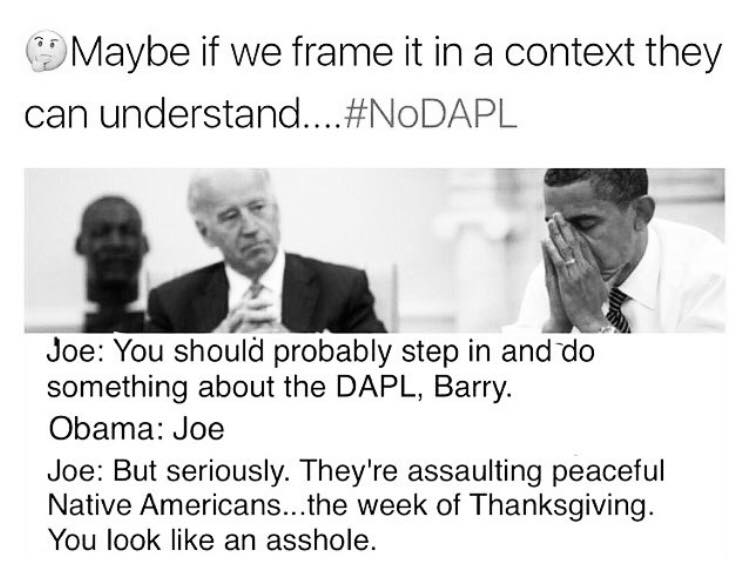 🤔Maybe if we frame it in a context they
can understand....#NoDAPL
Joe: You should probably step in and do
something about the DAPL, Barry.
Obama: Joe
Joe: But seriously. They're assaulting peaceful
Native Americans...the week of Thanksgiving.
You look like an asshole.